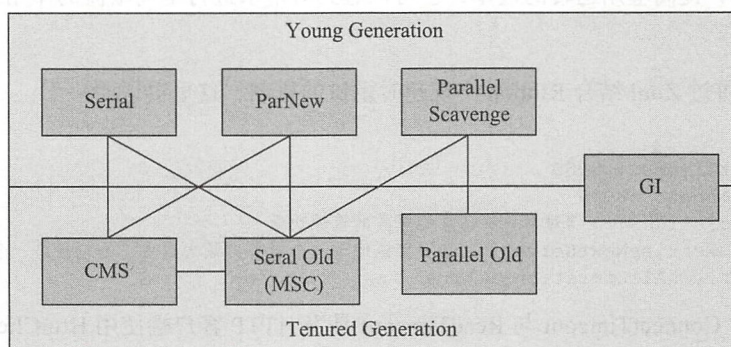 Young Generation
Serial
ParNew
Parallel
Scavenge
GI
CMS
Seral Old
(MSC)
Parallel Old
Tenured Generation